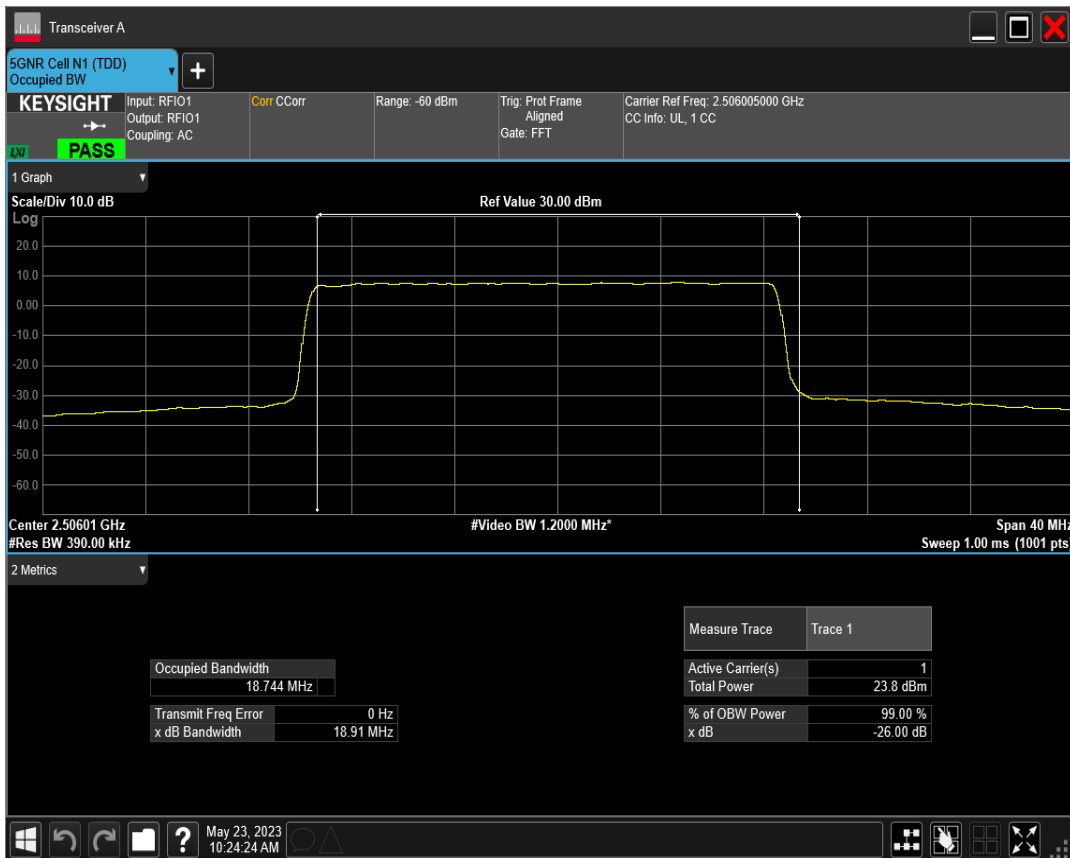 Transceiver A
5GNR Cell N1 (TDD)
Occupied BW
+
KEYSIGHT
LXI
PASS
Input: RFIO1
Output: RFIO1
Coupling: AC
Corr CCorr
Range: -60 dBm
Trig: Prot Frame
Aligned
Gate: FFT
Carrier Ref Freq: 2.506005000 GHz
CC Info: UL, 1 CC
1 Graph
Scale/Div 10.0 dB
Ref Value 30.00 dBm
Log
20.0
10.0
0.00
-10.0
-20.0
-30.0
-40.0
-50.0
-60.0
Center 2.50601 GHz
#Video BW 1.2000 MHz*
Span 40 MHz
#Res BW 390.00 kHz
Sweep 1.00 ms (1001 pts)
2 Metrics
Measure Trace Trace 1
Occupied Bandwidth
18.744 MHz
Active Carrier(s) 1
Total Power 23.8 dBm
Transmit Freq Error 0 Hz
x dB Bandwidth 18.91 MHz
% of OBW Power 99.00 %
x dB -26.00 dB
?
May 23, 2023
10:24:24 AM